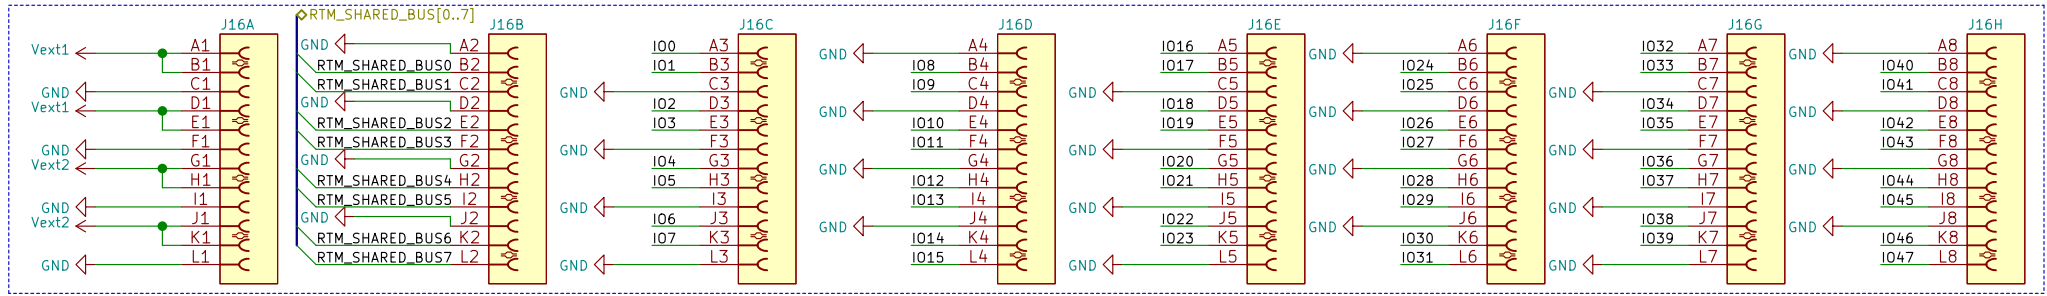 RTM_SHARED_BUS[0..7]
J16A
Vext1 A1
B1
GND C1
Vext1 D1
E1
GND F1
Vext2 G1
H1
GND I1
Vext2 J1
K1
GND L1
J16B
GND A2
RTM_SHARED_BUS0 B2
RTM_SHARED_BUS1 C2
GND D2
RTM_SHARED_BUS2 E2
RTM_SHARED_BUS3 F2
GND G2
RTM_SHARED_BUS4 H2
RTM_SHARED_BUS5 I2
GND J2
RTM_SHARED_BUS6 K2
RTM_SHARED_BUS7 L2
J16C
IO0 A3
IO1 B3
GND C3
IO2 D3
IO3 E3
GND F3
IO4 G3
IO5 H3
GND I3
IO6 J3
IO7 K3
GND L3
J16D
GND A4
IO8 B4
IO9 C4
GND D4
IO10 E4
IO11 F4
GND G4
IO12 H4
IO13 I4
GND J4
IO14 K4
IO15 L4
J16E
IO16 A5
IO17 B5
GND C5
IO18 D5
IO19 E5
GND F5
IO20 G5
IO21 H5
GND I5
IO22 J5
IO23 K5
GND L5
J16F
GND A6
IO24 B6
IO25 C6
GND D6
IO26 E6
IO27 F6
GND G6
IO28 H6
IO29 I6
GND J6
IO30 K6
IO31 L6
J16G
IO32 A7
IO33 B7
GND C7
IO34 D7
IO35 E7
GND F7
IO36 G7
IO37 H7
GND I7
IO38 J7
IO39 K7
GND L7
J16H
GND A8
IO40 B8
IO41 C8
GND D8
IO42 E8
IO43 F8
GND G8
IO44 H8
IO45 I8
GND J8
IO46 K8
IO47 L8